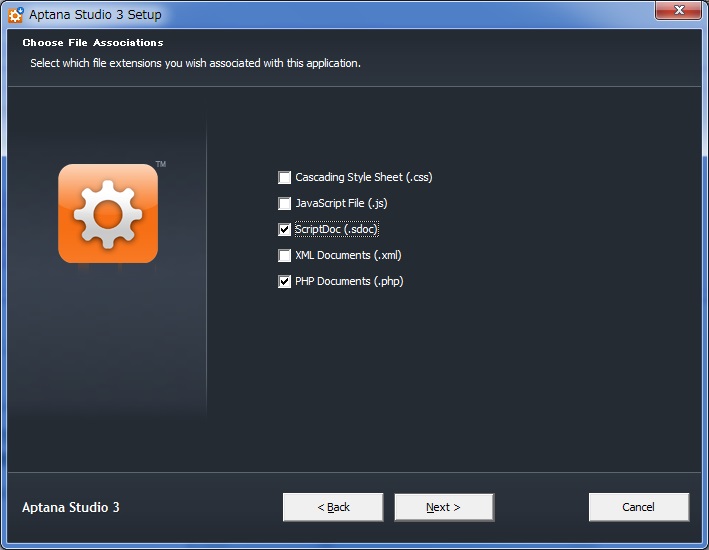 Aptana Studio 3 Setup
Choose File Associations
Select which file extensions you wish associated with this application.
TM
Cascading Style Sheet (.css)
JavaScript File (.js)
ScriptDoc (.sdoc)
XML Documents (.xml)
PHP Documents (.php)
Aptana Studio 3
< Back
Next >
Cancel